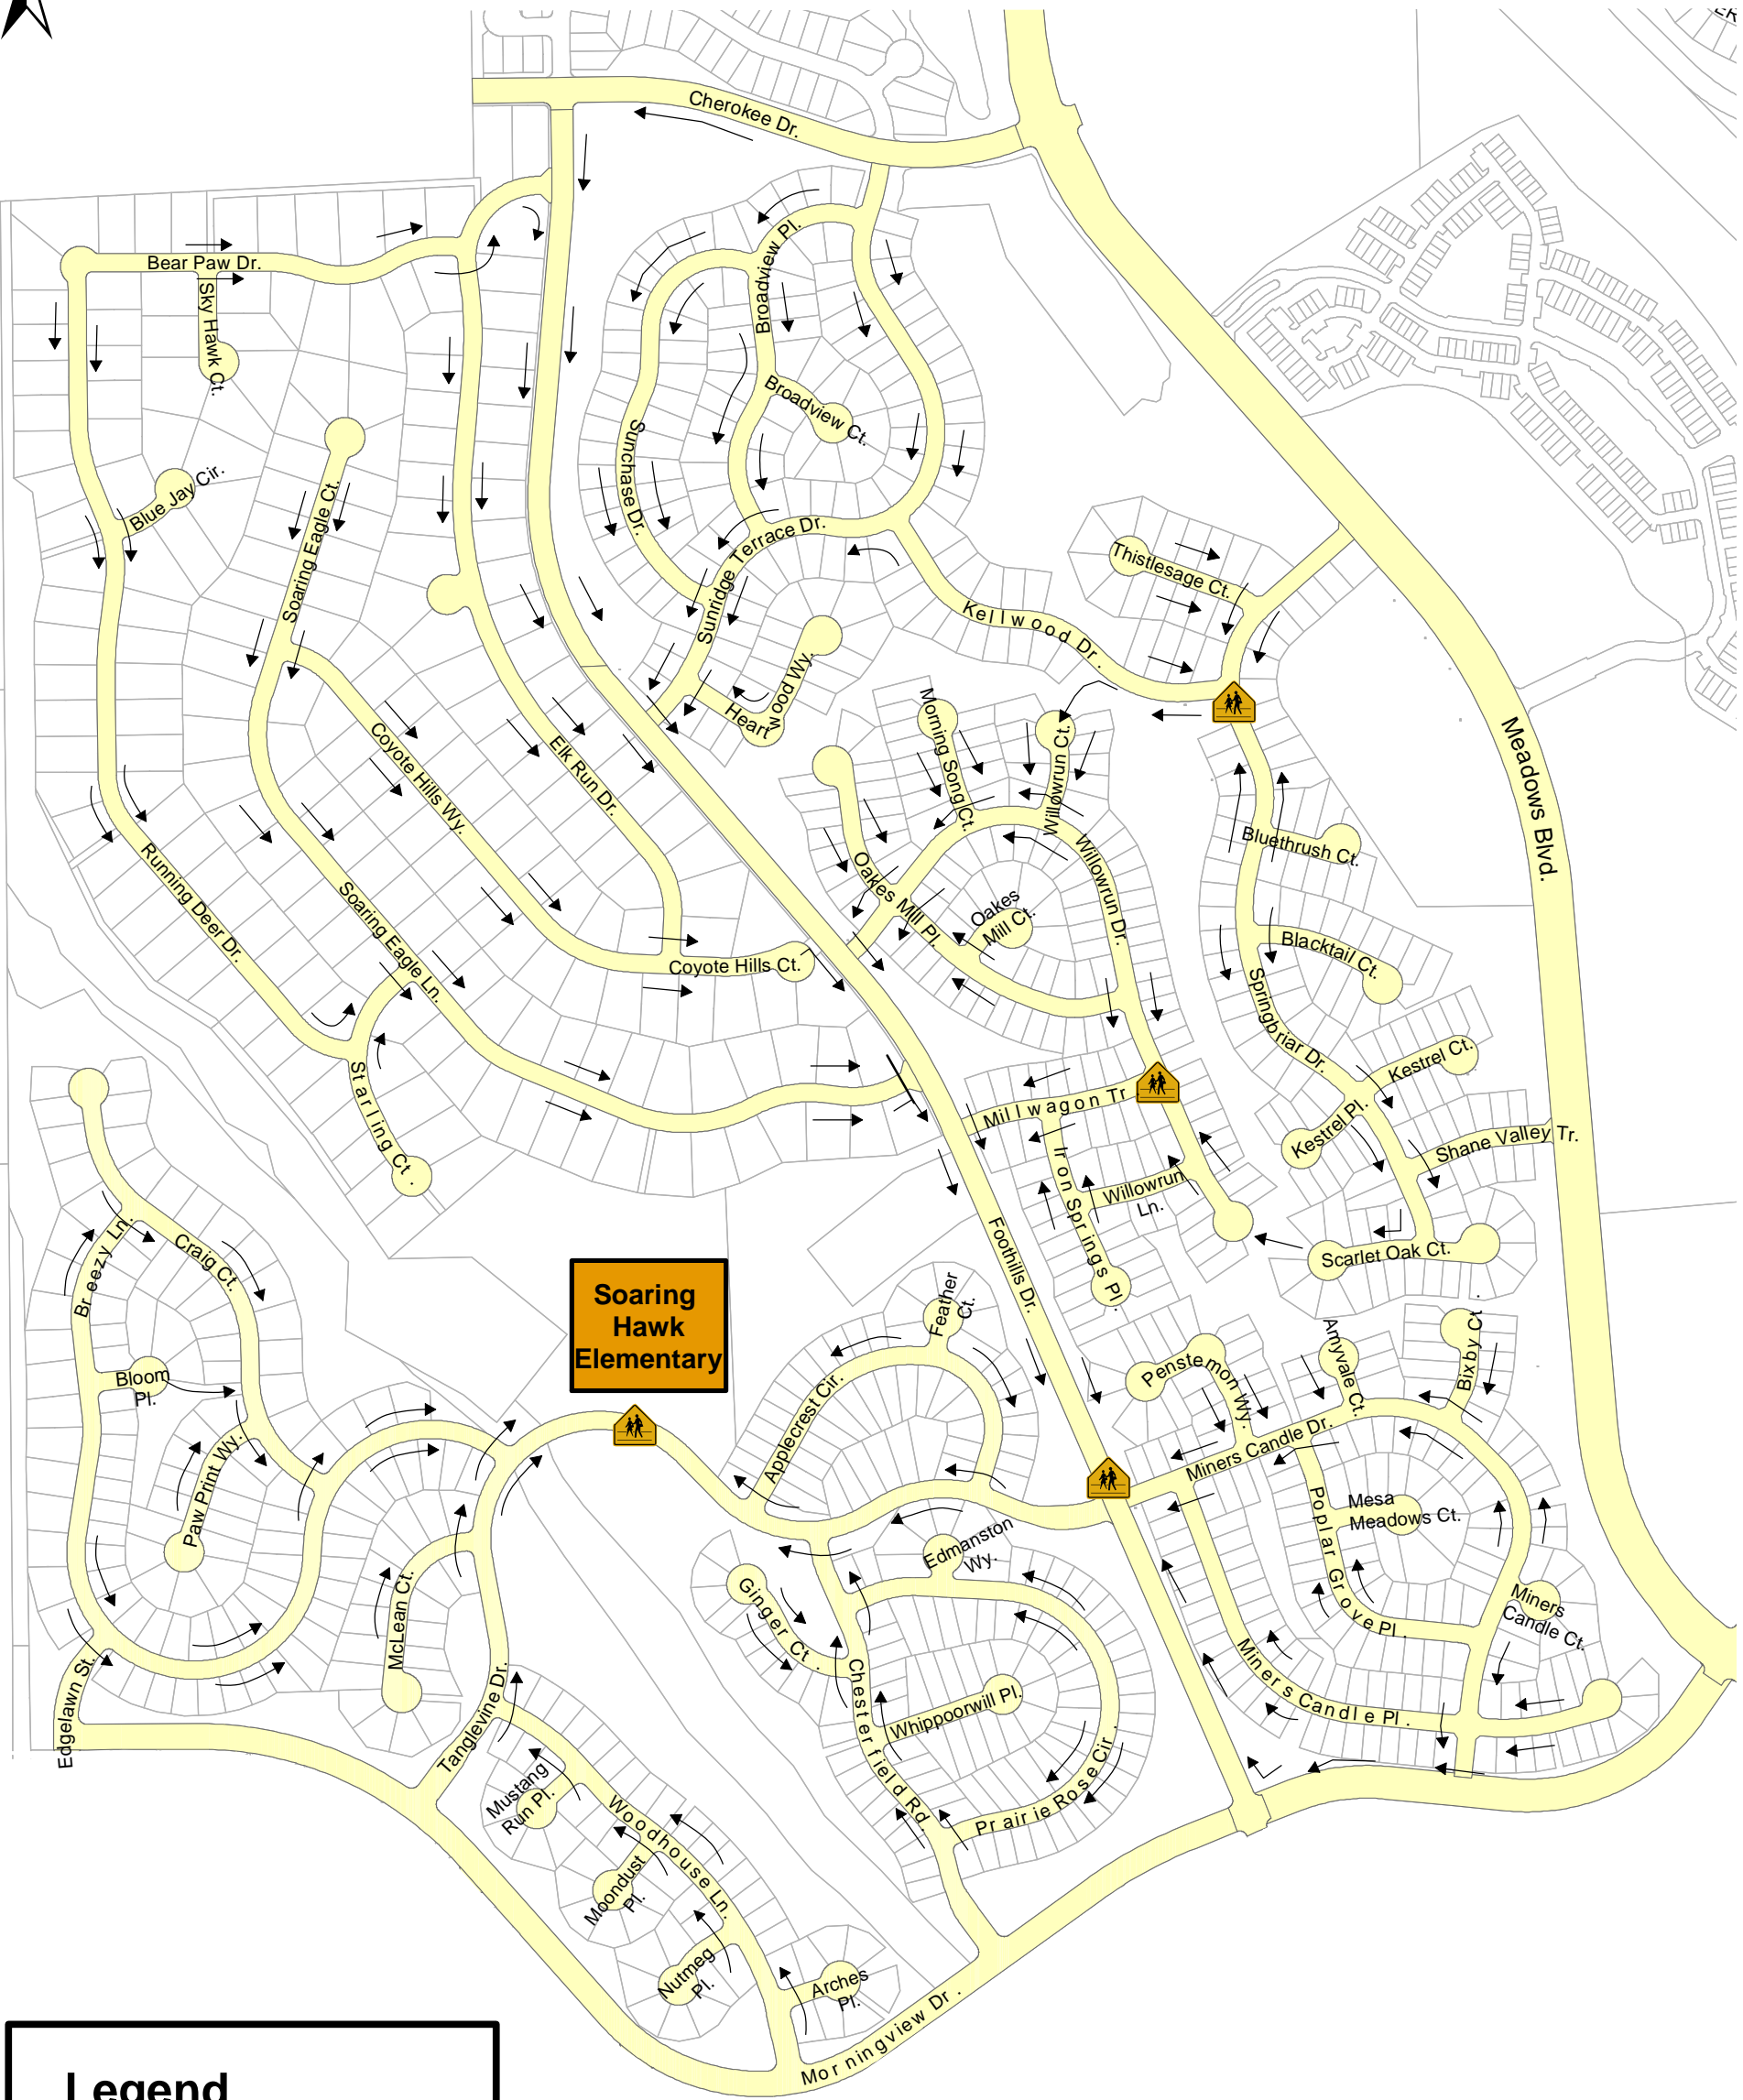 Cherokee Dr.
Bear Paw Dr.
Sky Hawk Ct.
Broadview Pl.
Broadview Ct.
Sunchase Dr.
Blue Jay Cir.
Soaring Eagle Ct.
Sunridge Terrace Dr.
Thistlesage Ct.
Kellwood Dr.
Heartwood Wy.
Morning Song Ct.
Willowrun Ct.
Coyote Hills Wy.
Elk Run Dr.
Meadows Blvd.
Bluethrush Ct.
Running Deer Dr.
Soaring Eagle Ln.
Oakes Mill Pl.
Oakes
Mill Ct.
Willowrun Dr.
Blacktail Ct.
Coyote Hills Ct.
Springbriar Dr.
Kestrel Ct.
Starling Ct.
Millwagon Tr
Kestrel Pl.
Shane Valley Tr.
Iron Springs Pl.
Willowrun
Ln.
Breezy Ln.
Craig Ct.
Foothills Dr.
Scarlet Oak Ct.
Soaring
Hawk
Elementary
Feather
Ct.
Bloom
Pl.
Applecrest Cir.
Penstemon Wy.
Amyvale Ct.
Bixby Ct.
Paw Print Wy.
Miners Candle Dr.
Poplar Grove Pl.
Mesa
Meadows Ct.
McLean Ct.
Ginger Ct.
Edmanston
Wy.
Miners
Candle Ct.
Edgelawn St.
Tanglevine Dr.
Chesterfield Rd.
Whippoorwill Pl.
Miners Candle Pl.
Mustang
Run Pl.
Woodhouse Ln.
Prairie Rose Cir.
Moondust
Pl.
Nutmeg
Pl.
Arches
Pl.
Morningview Dr.
Legend